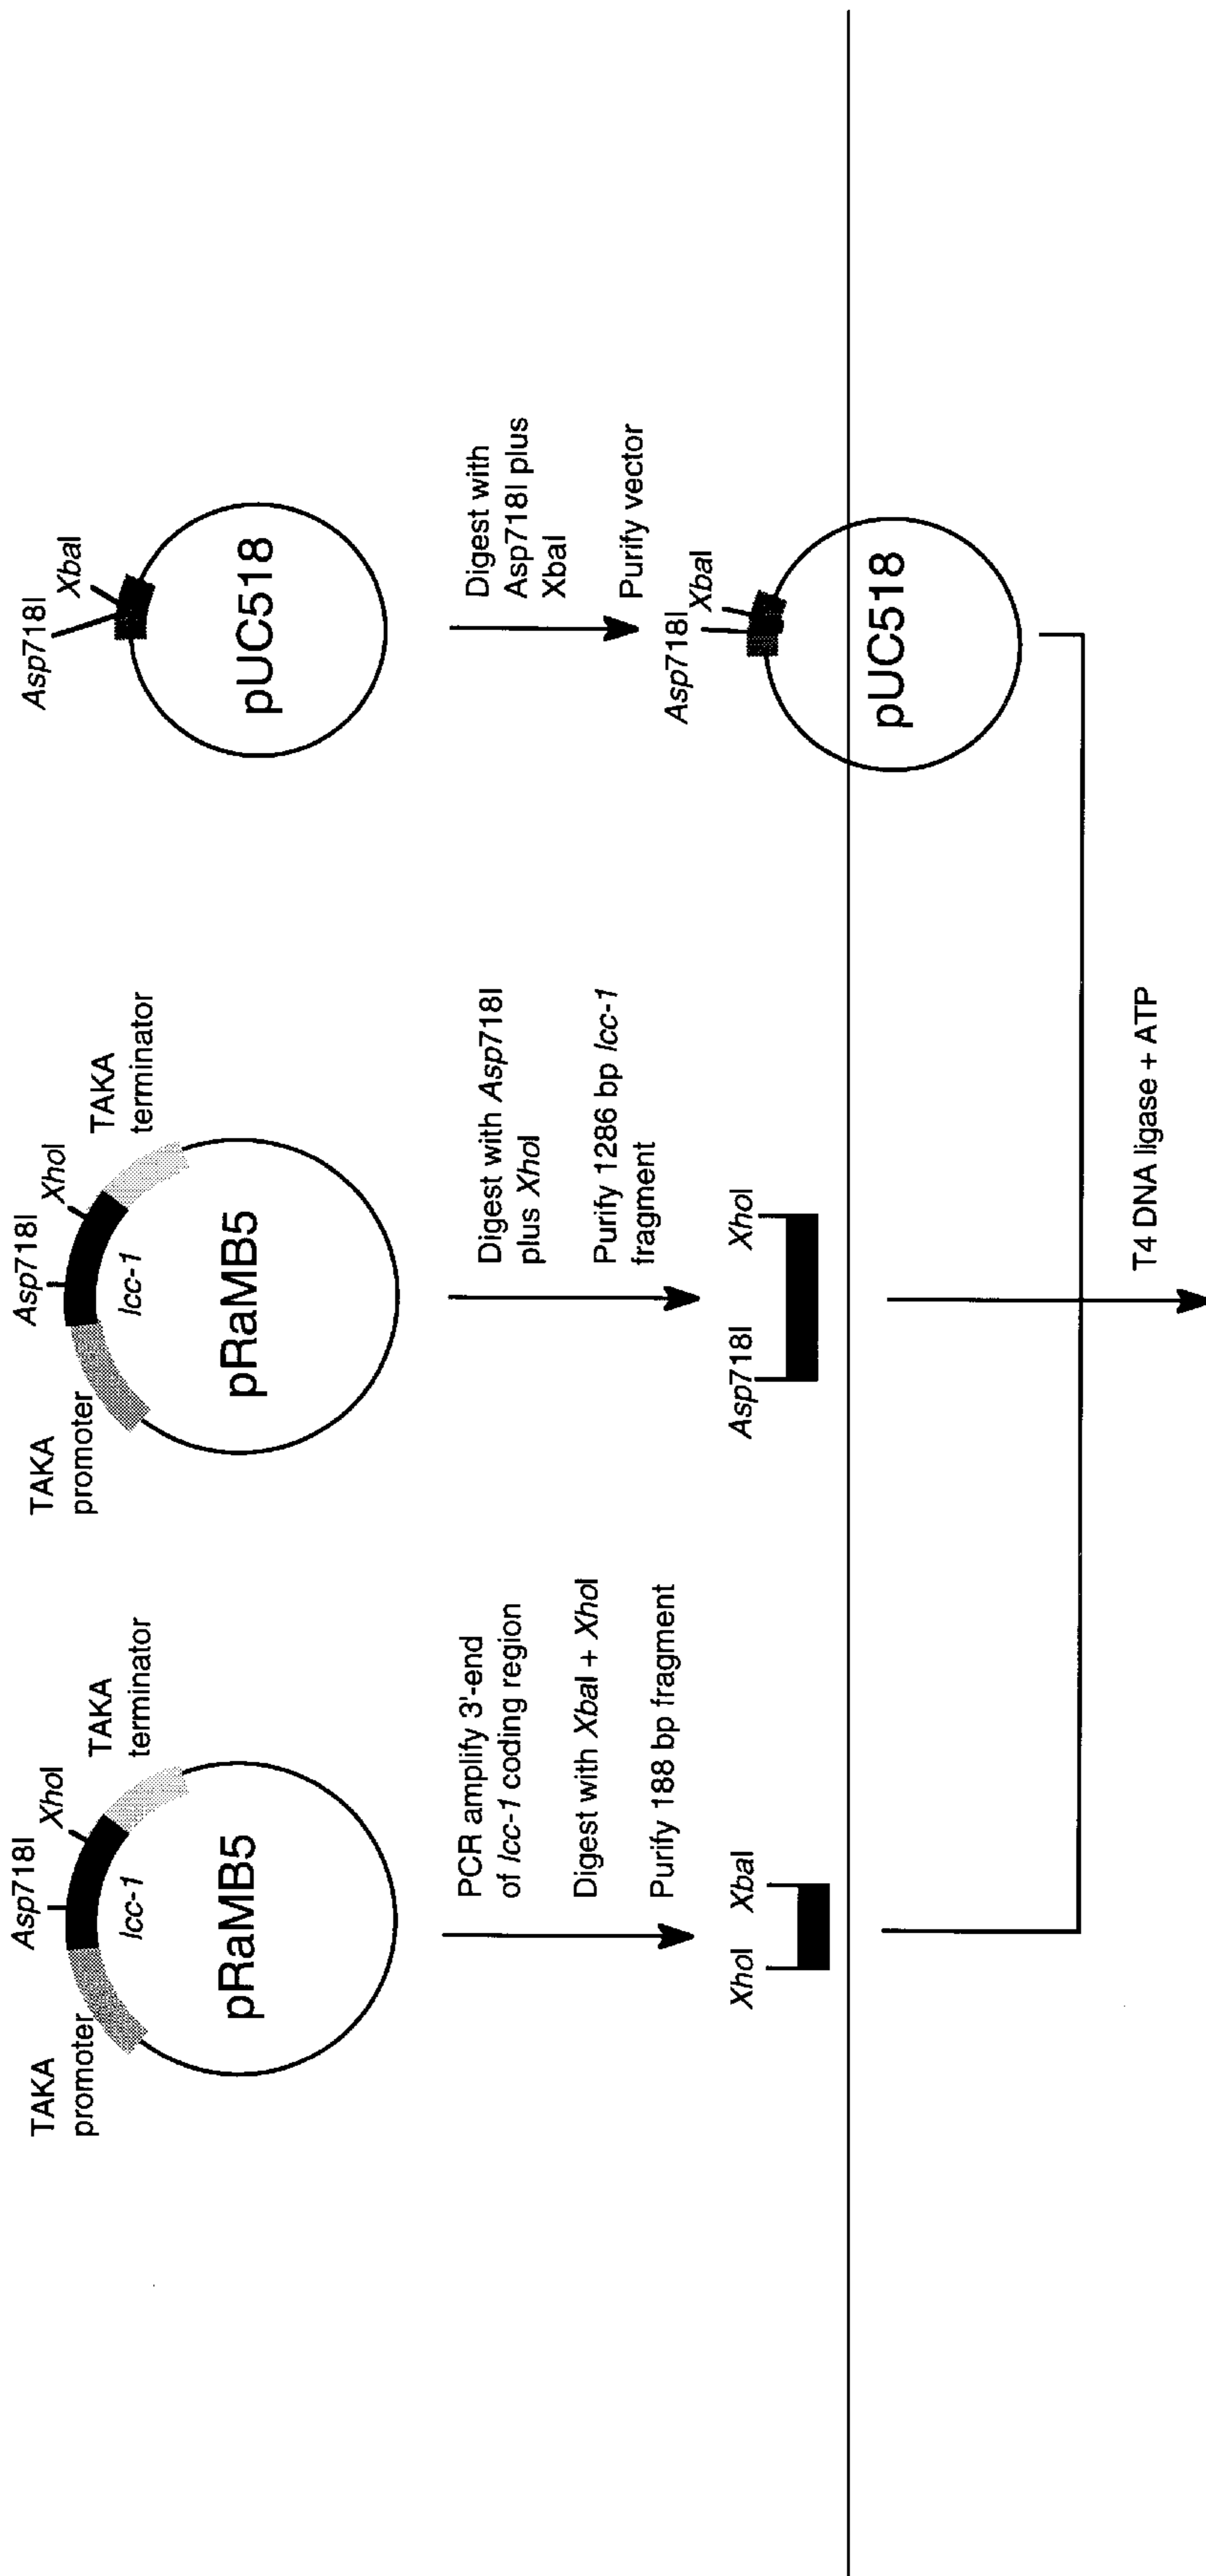 TAKA
promoter
Asp718I
XhoI
TAKA
terminator
lcc-1
pRaMB5
PCR amplify 3'-end
of lcc-1 coding region
Digest with XbaI + XhoI
Purify 188 bp fragment
XhoI
XbaI
TAKA
promoter
Asp718I
XhoI
TAKA
terminator
lcc-1
pRaMB5
Digest with Asp718I
plus XhoI
Purify 1286 bp lcc-1
fragment
Asp718I
XhoI
Asp718I
XbaI
pUC518
Digest with
Asp718I plus
XbaI
Purify vector
Asp718I
XbaI
pUC518
T4 DNA ligase + ATP